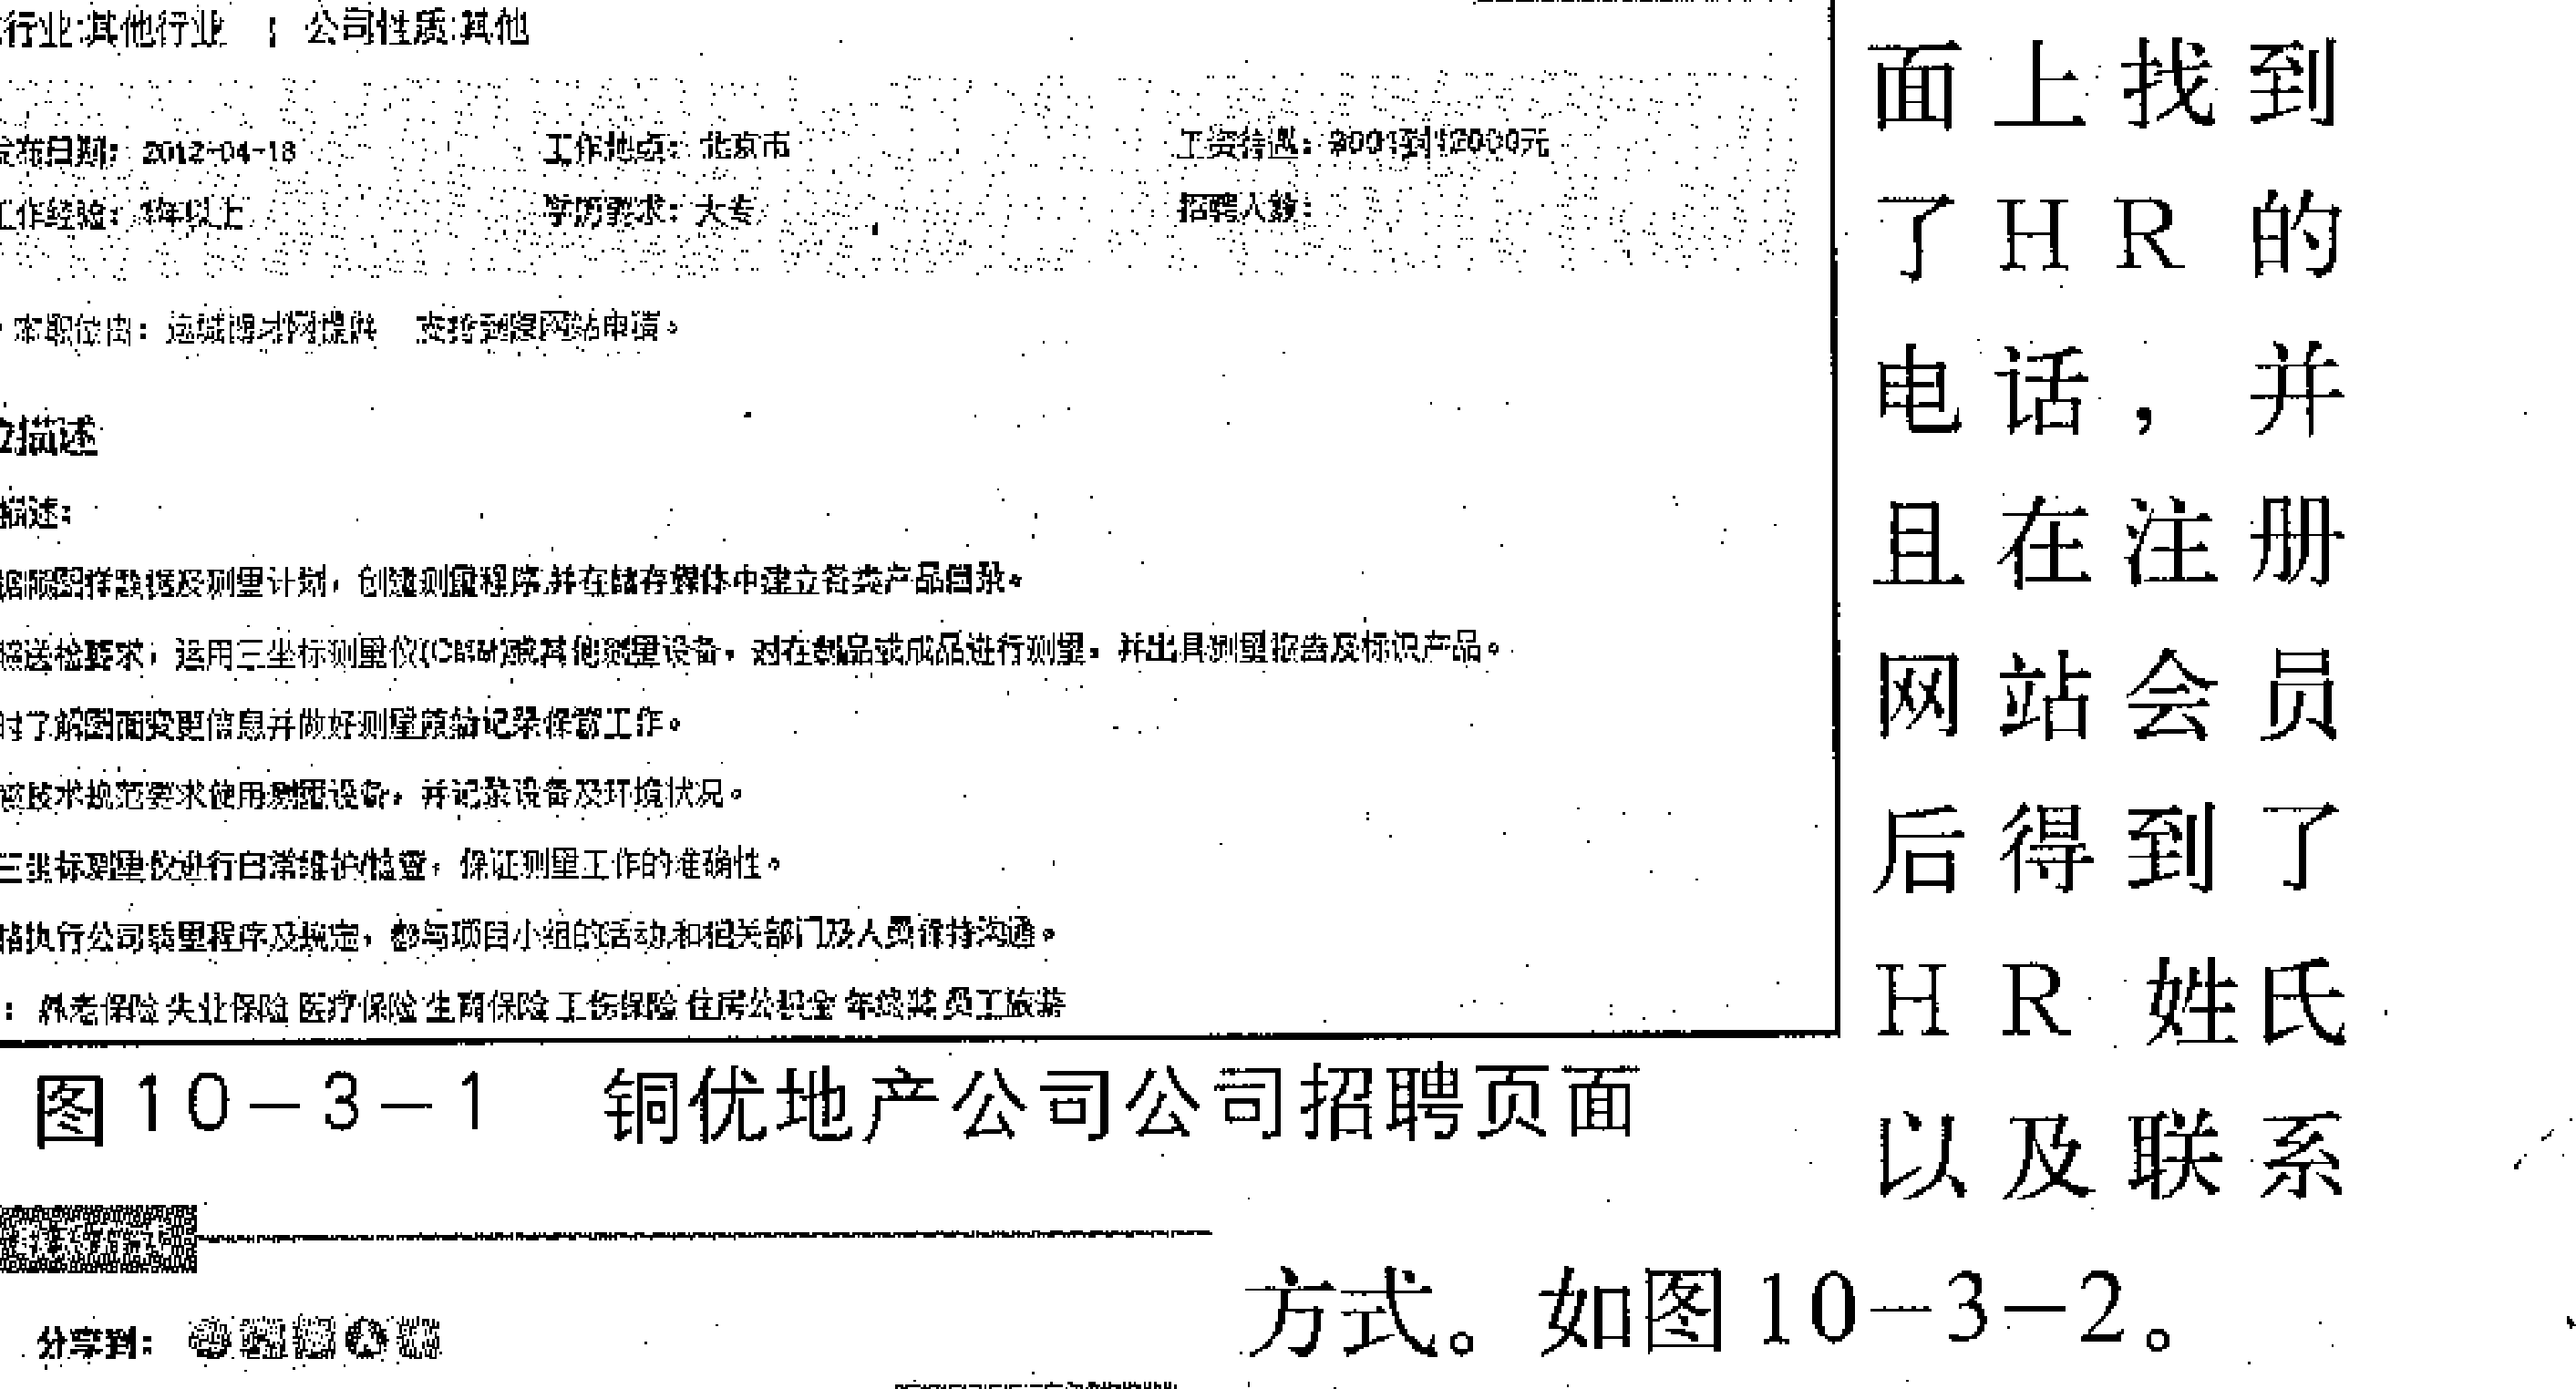 行业:其他行业 ; 公司性质:其他
发布日期: 2012-04-18 工作地点: 北京市 工资待遇:
工作经验: 1年以上 学历要求: 大专 招聘人数:
描述
描述:
测量计划, 创建测量程序,并在储存媒体中建立各类产品目录。
送检要求, 运用三坐标测量仪(CMM)或其他测量设备, 对在制品或成品进行测量, 并出具测量报告及标识产品。
时了解图面变更信息并做好测量原始记录保管工作。
技术规范要求使用测量设备, 并记录设备及环境状况。
三坐标测量仪进行日常维护/检查, 保证测量工作的准确性。
格执行公司质量程序及规定, 参与项目小组的活动,和相关部门及人员保持沟通。
: 养老保险 失业保险 医疗保险 生育保险 工伤保险 住房公积金 年终奖 员工旅游
图10-3-1 铜优地产公司公司招聘页面
分享到:
面上找到
了HR的
电话,并
且在注册
网站会员
后得到了
HR姓氏
以及联系
方式。如图10-3-2。